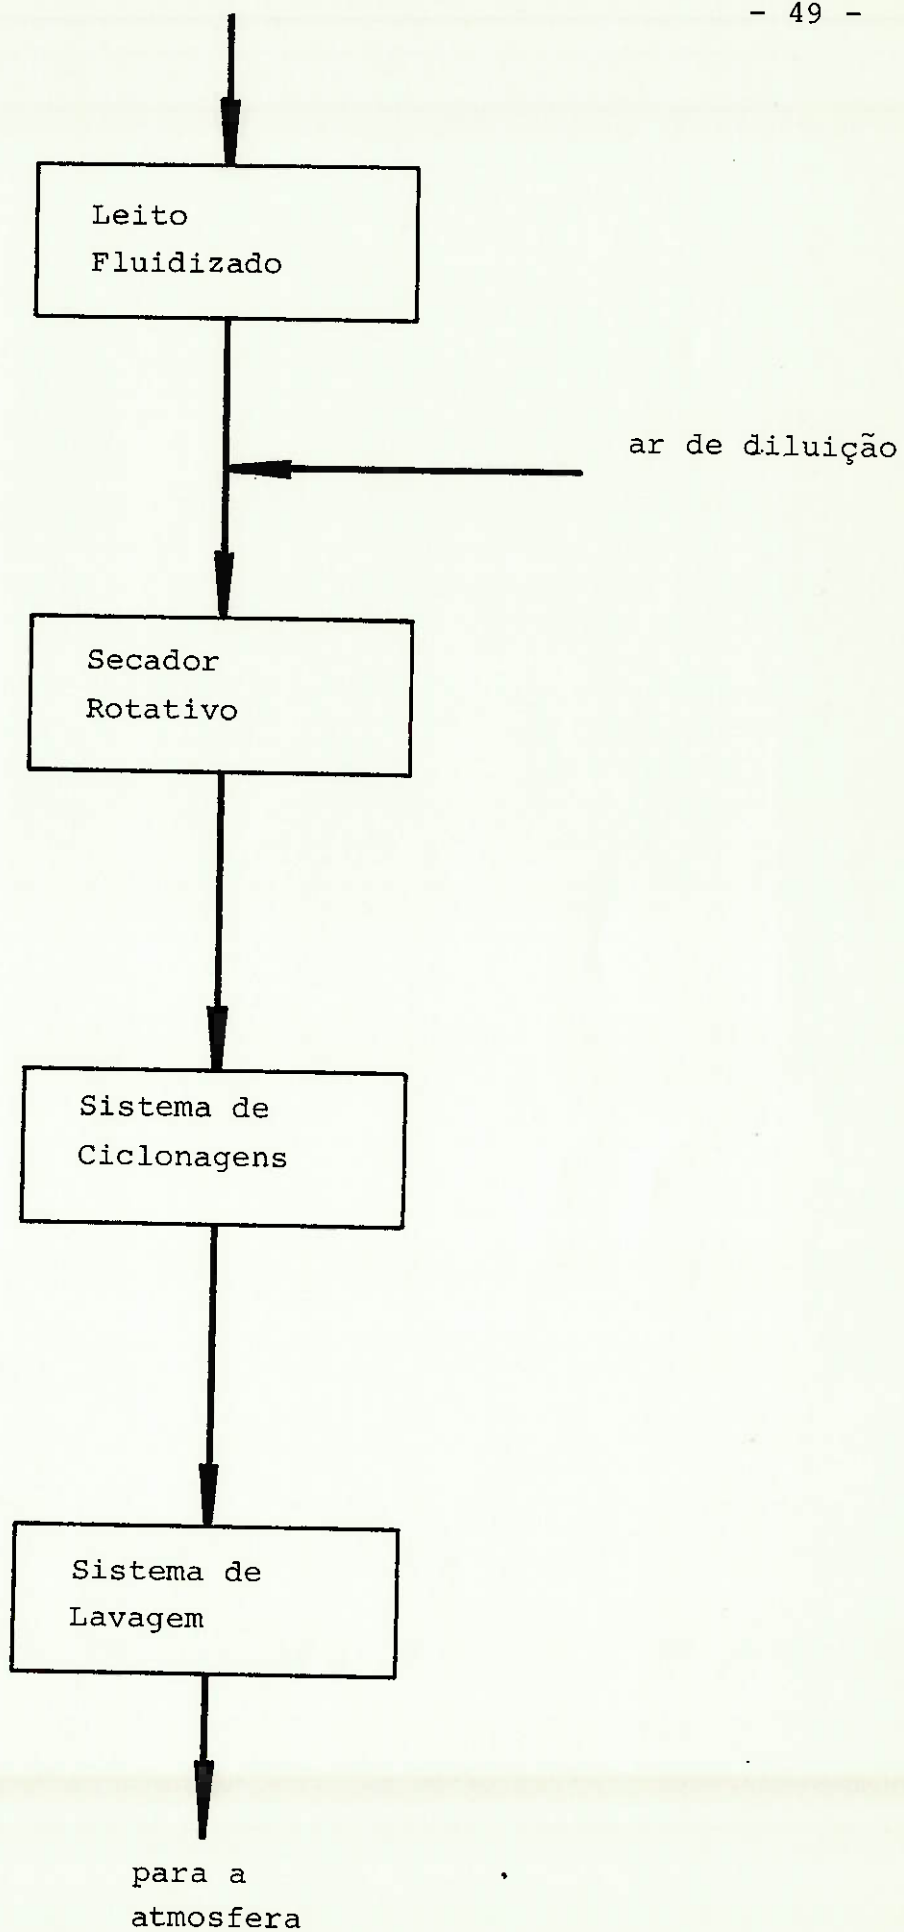 - 49 -
Leito
Fluidizado
ar de diluição
Secador
Rotativo
Sistema de
Ciclonagens
Sistema de
Lavagem
para a
atmosfera